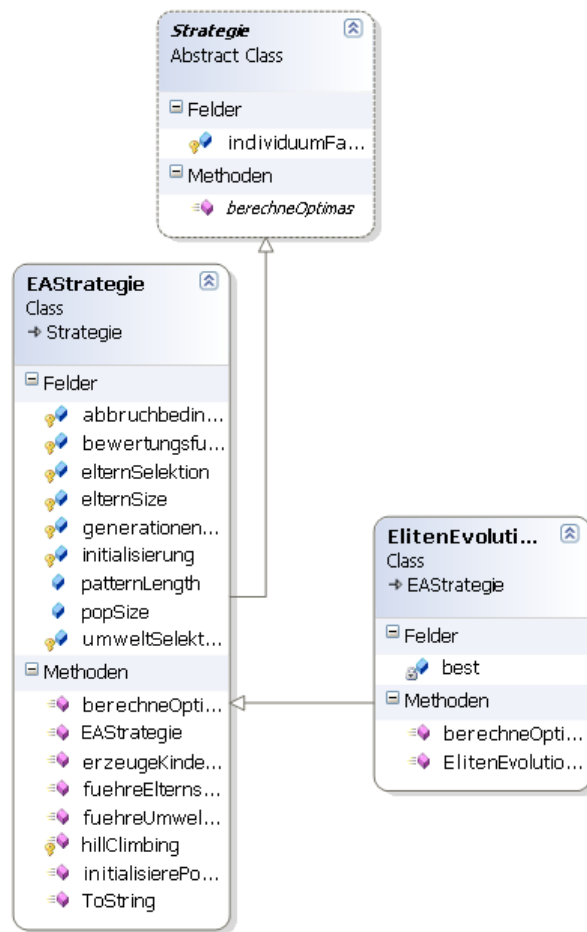 Strategie
Abstract Class
Felder
individuumFa...
Methoden
berechneOptimas
EAStrategie
Class
Strategie
Felder
abbruchbedin...
bewertungsfu...
elternSelektion
elternSize
generationen...
initialisierung
patternLength
popSize
umweltSelekt...
Methoden
berechneOpti...
EAStrategie
erzeugeKinde...
fuehreElterns...
fuehreUmwel...
hillClimbing
initialisierePo...
ToString
ElitenEvoluti...
Class
EAStrategie
Felder
best
Methoden
berechneOpti...
ElitenEvolutio...